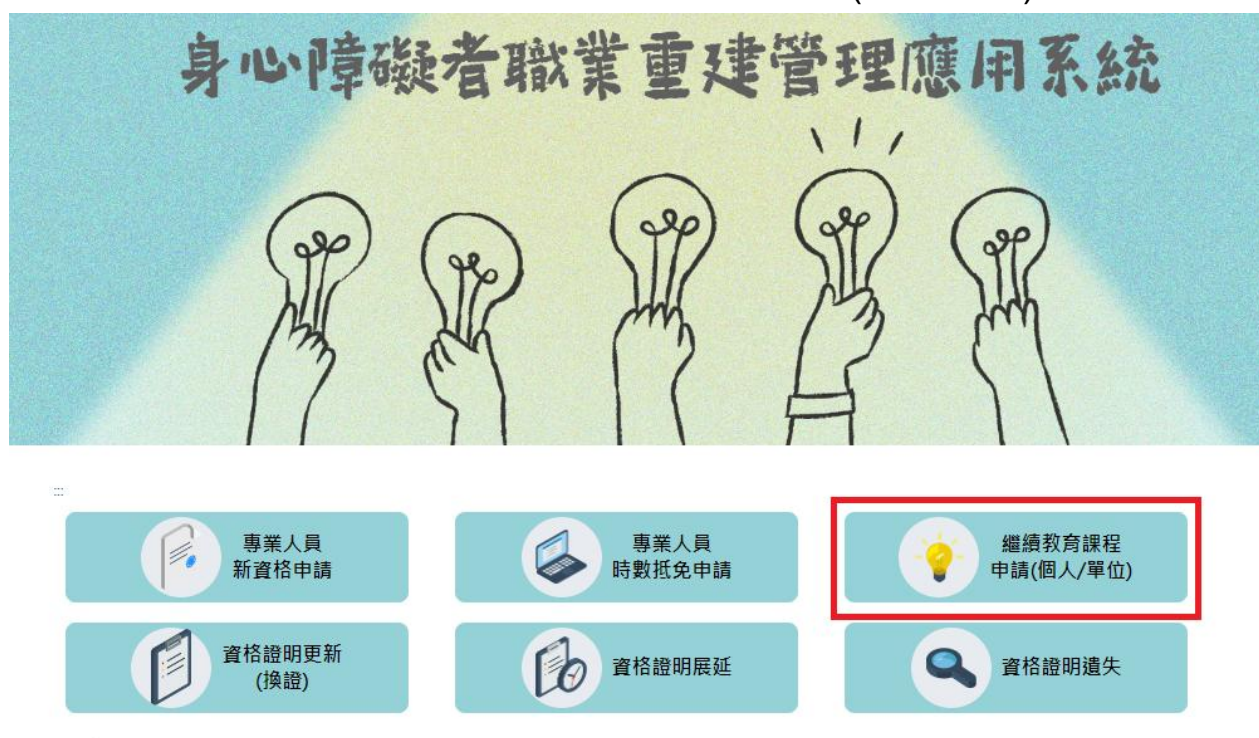 身心障礙者職業重建管理應用系統
:::
專業人員
新資格申請
專業人員
時數抵免申請
繼續教育課程
申請(個人/單位)
資格證明更新
(換證)
資格證明展延
資格證明遺失